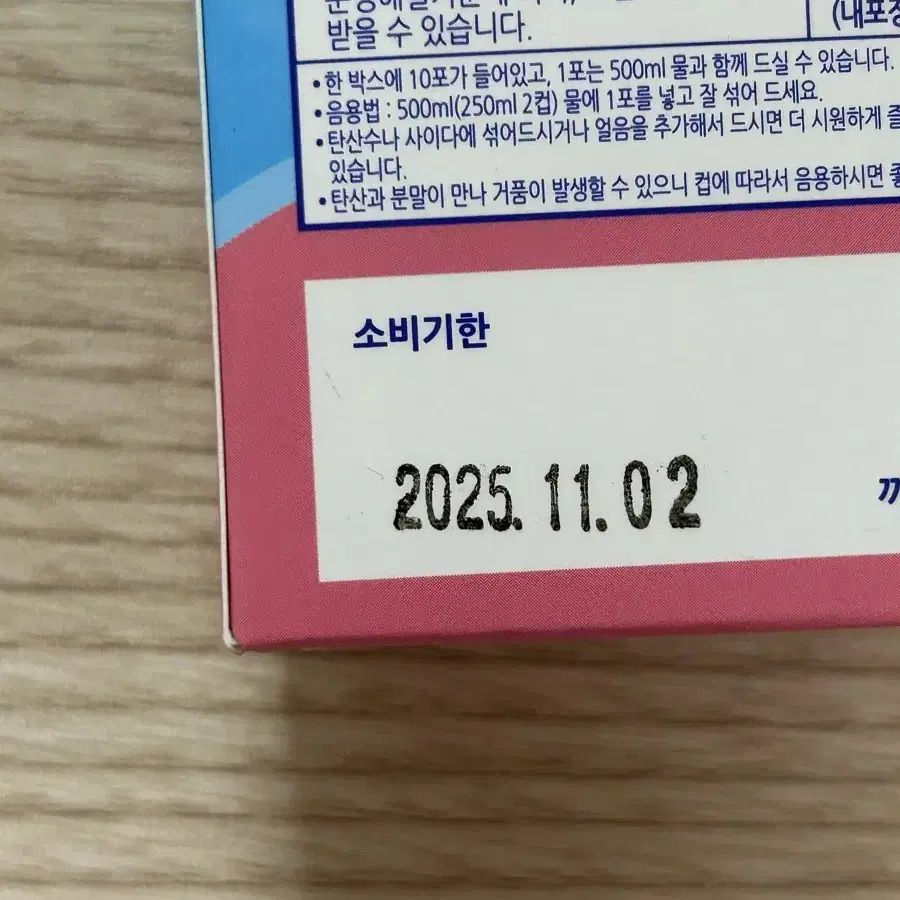 받을 수 있습니다.
(내포장
• 한 박스에 10포가 들어있고, 1포는 500ml 물과 함께 드실 수 있습니다.
• 음용법 : 500ml(250ml 2컵) 물에 1포를 넣고 잘 섞어 드세요.
• 탄산수나 사이다에 섞어드시거나 얼음을 추가해서 드시면 더 시원하게 즐
있습니다.
• 탄산과 분말이 만나 거품이 발생할 수 있으니 컵에 따라서 음용하시면 좋
소비기한
2025.11.02
까